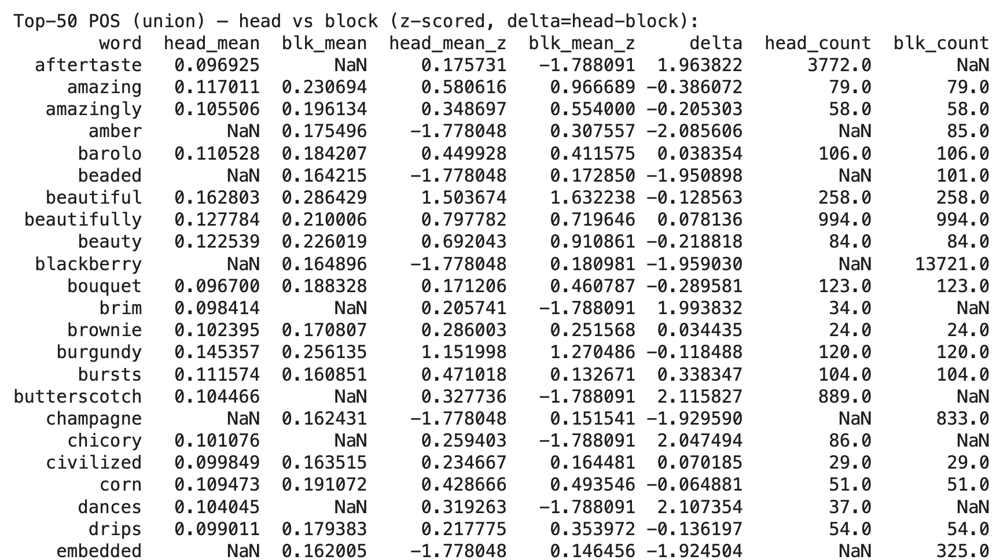 Top-50 POS (union) — head vs block (z-scored, delta=head-block):
word head_mean blk_mean head_mean_z blk_mean_z delta head_count blk_count
aftertaste 0.096925 NaN 0.175731 -1.788091 1.963822 3772.0 NaN
amazing 0.117011 0.230694 0.580616 0.966689 -0.386072 79.0 79.0
amazingly 0.105506 0.196134 0.348697 0.554000 -0.205303 58.0 58.0
amber NaN 0.175496 -1.778048 0.307557 -2.085606 NaN 85.0
barolo 0.110528 0.184207 0.449928 0.411575 0.038354 106.0 106.0
beaded NaN 0.164215 -1.778048 0.172850 -1.950898 NaN 101.0
beautiful 0.162803 0.286429 1.503674 1.632238 -0.128563 258.0 258.0
beautifully 0.127784 0.210006 0.797782 0.719646 0.078136 994.0 994.0
beauty 0.122539 0.226019 0.692043 0.910861 -0.218818 84.0 84.0
blackberry NaN 0.164896 -1.778048 0.180981 -1.959030 NaN 13721.0
bouquet 0.096700 0.188328 0.171206 0.460787 -0.289581 123.0 123.0
brim 0.098414 NaN 0.205741 -1.788091 1.993832 34.0 NaN
brownie 0.102395 0.170807 0.286003 0.251568 0.034435 24.0 24.0
burgundy 0.145357 0.256135 1.151998 1.270486 -0.118488 120.0 120.0
bursts 0.111574 0.160851 0.471018 0.132671 0.338347 104.0 104.0
butterscotch 0.104466 NaN 0.327736 -1.788091 2.115827 889.0 NaN
champagne NaN 0.162431 -1.778048 0.151541 -1.929590 NaN 833.0
chicory 0.101076 NaN 0.259403 -1.788091 2.047494 86.0 NaN
civilized 0.099849 0.163515 0.234667 0.164481 0.070185 29.0 29.0
corn 0.109473 0.191072 0.428666 0.493546 -0.064881 51.0 51.0
dances 0.104045 NaN 0.319263 -1.788091 2.107354 37.0 NaN
drips 0.099011 0.179383 0.217775 0.353972 -0.136197 54.0 54.0
embedded NaN 0.162005 -1.778048 0.146456 -1.924504 NaN 325.0